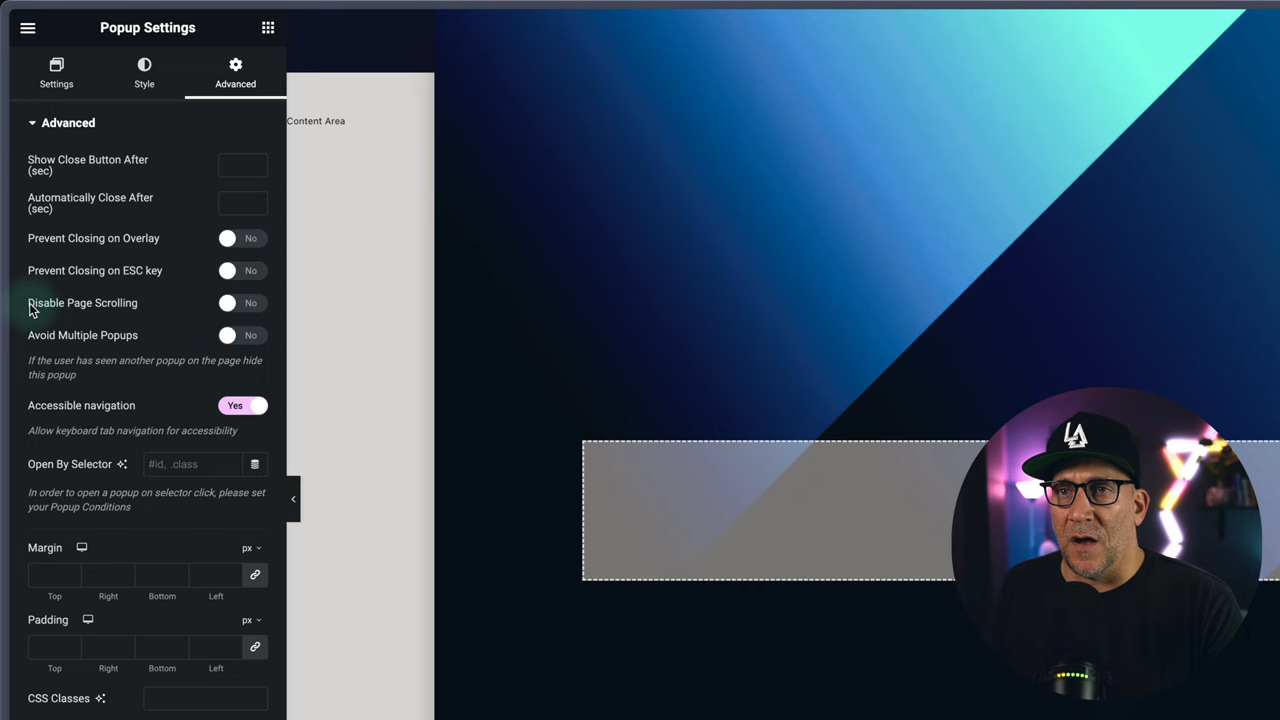 Popup Settings
Settings
Style
Advanced
Advanced
Show Close Button After
(sec)
Automatically Close After
(sec)
Prevent Closing on Overlay
No
Prevent Closing on ESC key
No
Disable Page Scrolling
No
Avoid Multiple Popups
No
If the user has seen another popup on the page hide
this popup
Accessible navigation
Yes
Allow keyboard tab navigation for accessibility
Open By Selector
#id, .class
In order to open a popup on selector click, please set
your Popup Conditions
Margin
px
Top
Right
Bottom
Left
Padding
px
Top
Right
Bottom
Left
CSS Classes
Content Area
LA